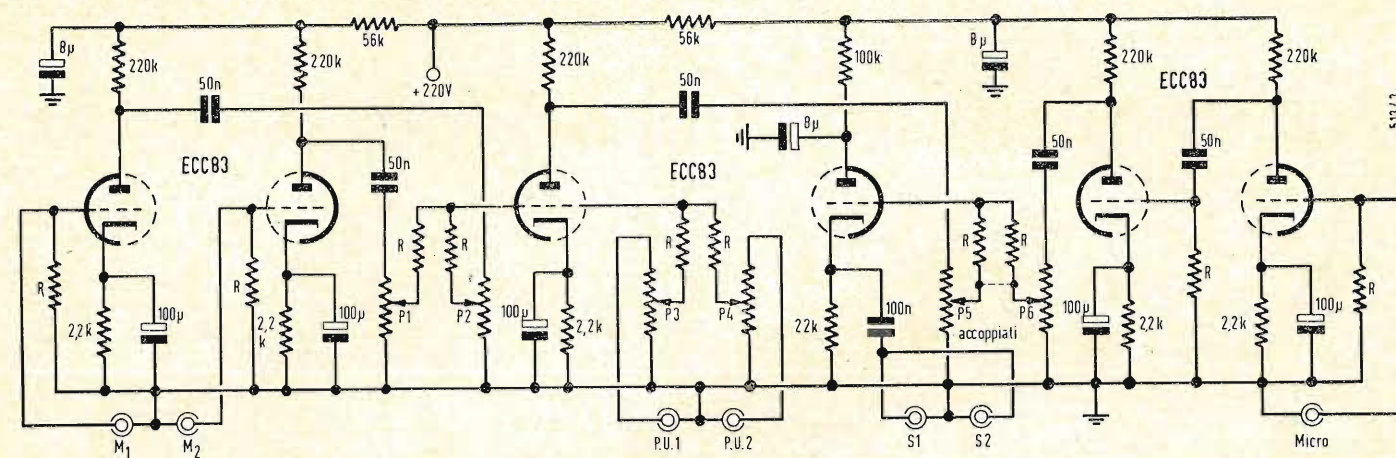 8µ
220k
220k
56k
+220V
50n
220k
56k
50n
100k
8µ
8µ
220k
ECC83
220k
ECC83
50n
ECC83
50n
50n
R
2,2k
100µ
R
2,2k
100µ
P1
R
R
P2
100µ
2,2k
R
R
P3
P4
22k
100n
R
R
P5
P6
accoppiati
100µ
2,2k
R
2,2k
100µ
R
M1
M2
P.U.1
P.U.2
S1
S2
Micro